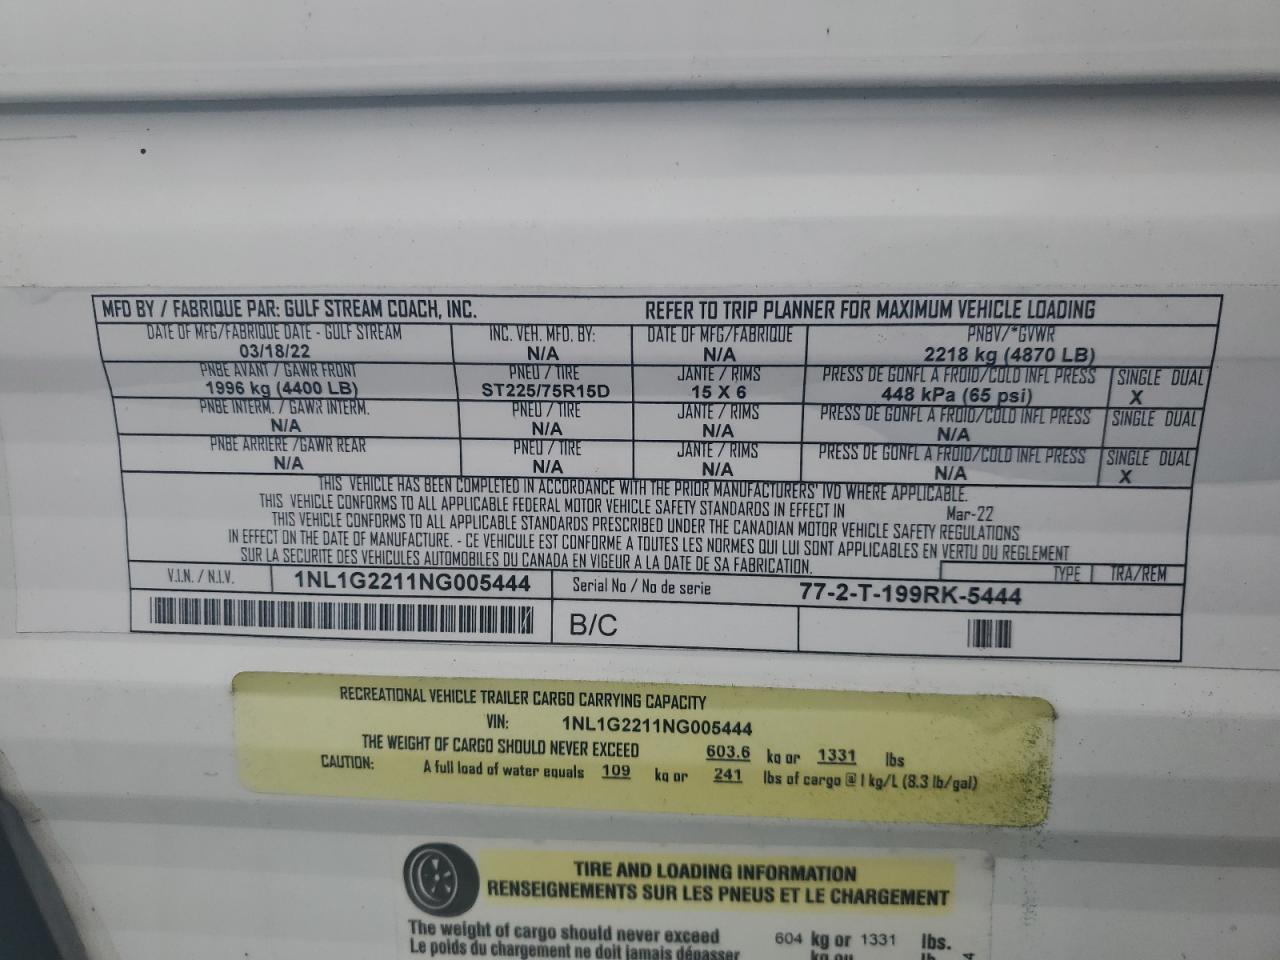 MFD BY / FABRIQUE PAR: GULF STREAM COACH, INC. REFER TO TRIP PLANNER FOR MAXIMUM VEHICLE LOADING
DATE OF MFG/FABRIQUE DATE - GULF STREAM INC. VEH. MFD. BY: DATE OF MFG/FABRIQUE PNBV/*GVWR
03/18/22 N/A N/A 2218 kg (4870 LB)
PNBE AVANT / GAWR FRONT PNEU / TIRE JANTE / RIMS PRESS DE GONFL A FROID/COLD INFL PRESS SINGLE DUAL
1996 kg (4400 LB) ST225/75R15D 15 X 6 448 kPa (65 psi) X
PNBE INTERM. / GAWR INTERM. PNEU / TIRE JANTE / RIMS PRESS DE GONFL A FROID/COLD INFL PRESS SINGLE DUAL
N/A N/A N/A N/A
PNBE ARRIERE /GAWR REAR PNEU / TIRE JANTE / RIMS PRESS DE GONFL A FROID/COLD INFL PRESS SINGLE DUAL
N/A N/A N/A N/A X
THIS VEHICLE HAS BEEN COMPLETED IN ACCORDANCE WITH THE PRIOR MANUFACTURERS' IVD WHERE APPLICABLE.
THIS VEHICLE CONFORMS TO ALL APPLICABLE FEDERAL MOTOR VEHICLE SAFETY STANDARDS IN EFFECT IN Mar-22
THIS VEHICLE CONFORMS TO ALL APPLICABLE STANDARDS PRESCRIBED UNDER THE CANADIAN MOTOR VEHICLE SAFETY REGULATIONS
IN EFFECT ON THE DATE OF MANUFACTURE. - CE VEHICULE EST CONFORME A TOUTES LES NORMES QUI LUI SONT APPLICABLES EN VERTU DU REGLEMENT
SUR LA SECURITE DES VEHICULES AUTOMOBILES DU CANADA EN VIGEUR A LA DATE DE SA FABRICATION.
TYPE TRA/REM
V.I.N. / N.I.V. 1NL1G2211NG005444 Serial No / No de serie 77-2-T-199RK-5444
B/C
RECREATIONAL VEHICLE TRAILER CARGO CARRYING CAPACITY
VIN: 1NL1G2211NG005444
THE WEIGHT OF CARGO SHOULD NEVER EXCEED 603.6 kg or 1331 lbs
CAUTION: A full load of water equals 109 kg or 241 lbs of cargo @ 1 kg/L (8.3 lb/gal)
TIRE AND LOADING INFORMATION
RENSEIGNEMENTS SUR LES PNEUS ET LE CHARGEMENT
The weight of cargo should never exceed 604 kg or 1331 lbs.
Le poids du chargement ne doit jamais dépasser kg ou